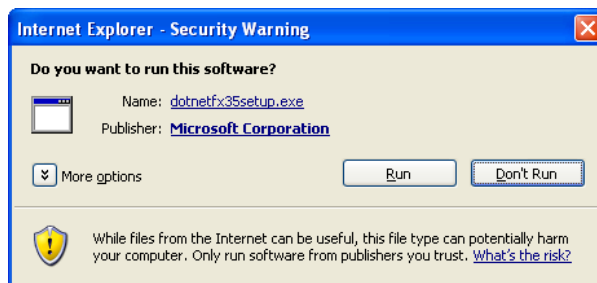 Internet Explorer - Security Warning
Do you want to run this software?
Name: dotnetfx35setup.exe
Publisher: Microsoft Corporation
More options
Run
Don't Run
While files from the Internet can be useful, this file type can potentially harm
your computer. Only run software from publishers you trust. What's the risk?